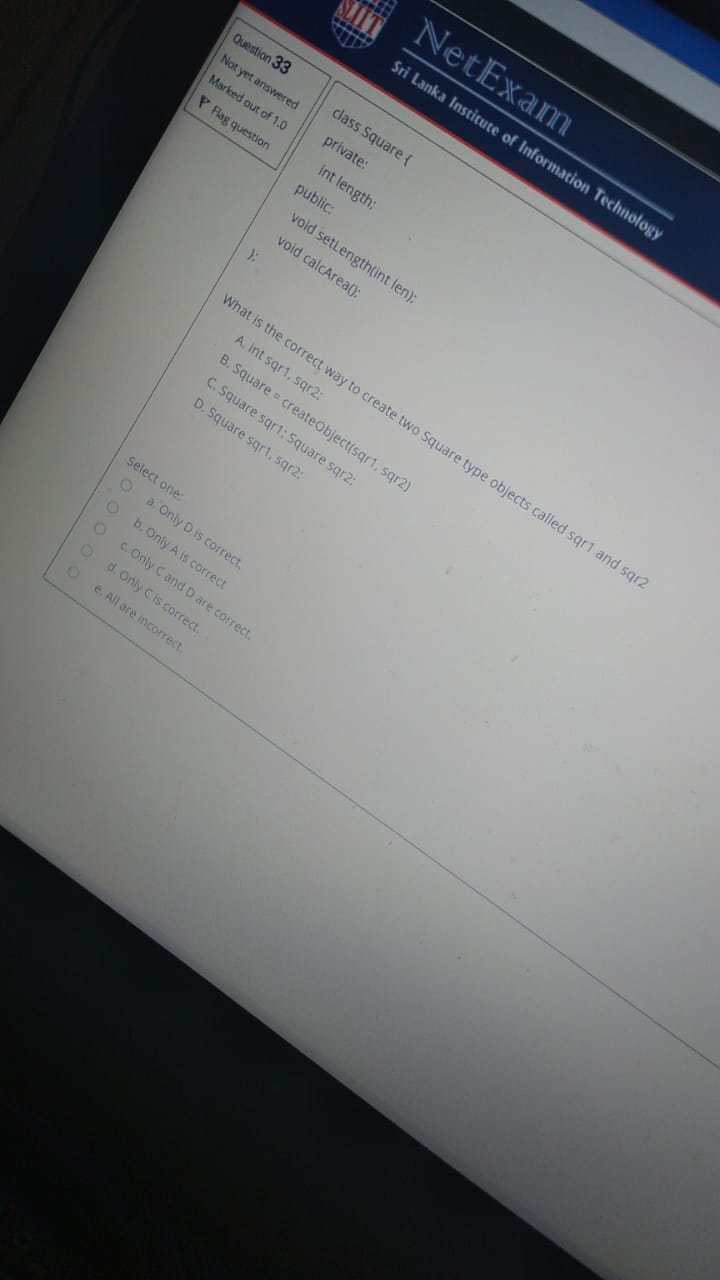 SLIIT
NetExam
Sri Lanka Institute of Information Technology
Question 33
Not yet answered
Marked out of 1.0
Flag question
class Square {
private:
int length;
public:
void setLength(int len);
void calcArea();
};
What is the correct way to create two Square type objects called sqr1 and sqr2
A. int sqr1, sqr2;
B. Square = createObject(sqr1, sqr2)
C. Square sqr1; Square sqr2;
D. Square sqr1, sqr2;
Select one:
a. Only D is correct.
b. Only A is correct
c. Only C and D are correct.
d. Only C is correct.
e. All are incorrect.